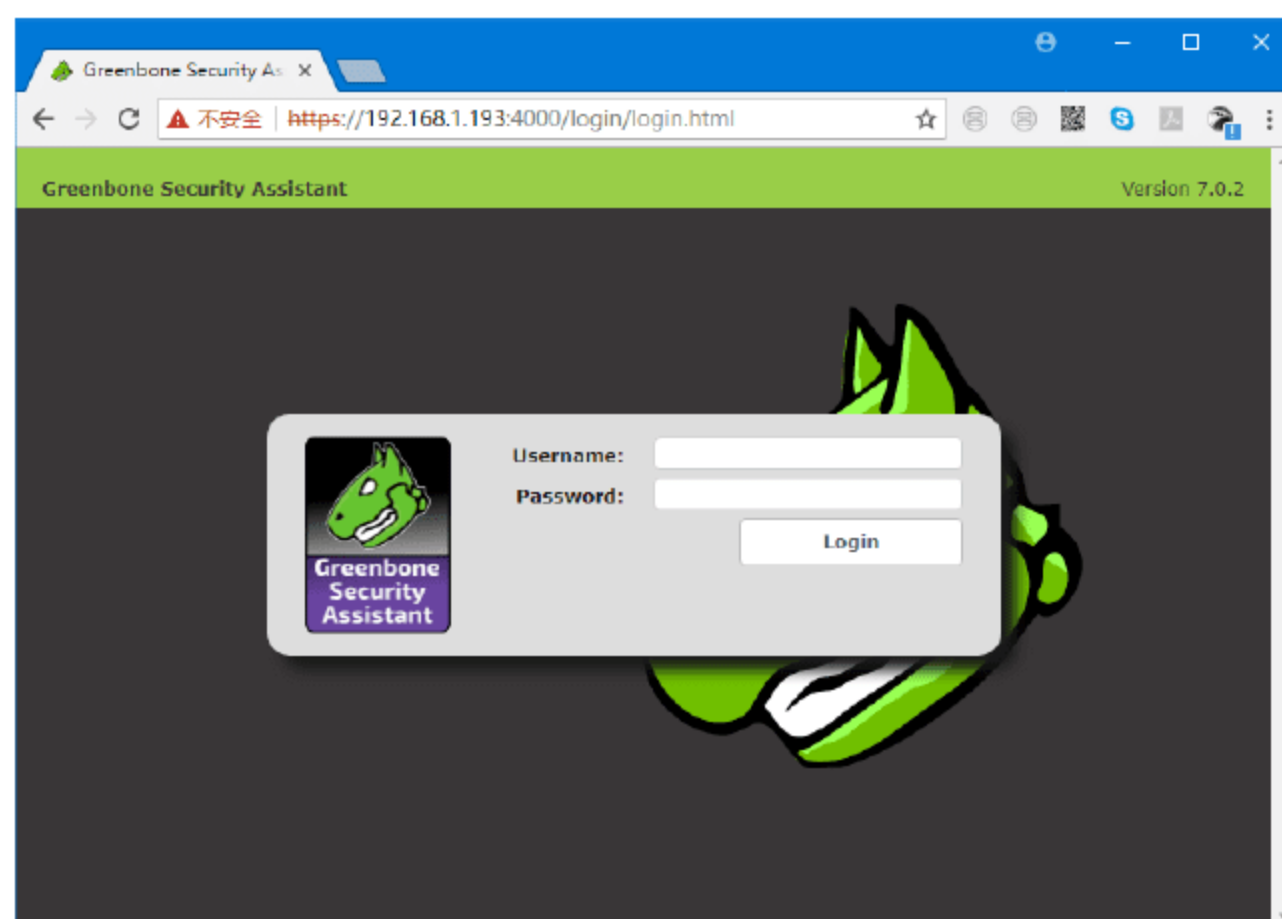 Greenbone Security As
不安全 https://192.168.1.193:4000/login/login.html
Greenbone Security Assistant
Version 7.0.2
Username:
Password:
Login
Greenbone
Security
Assistant